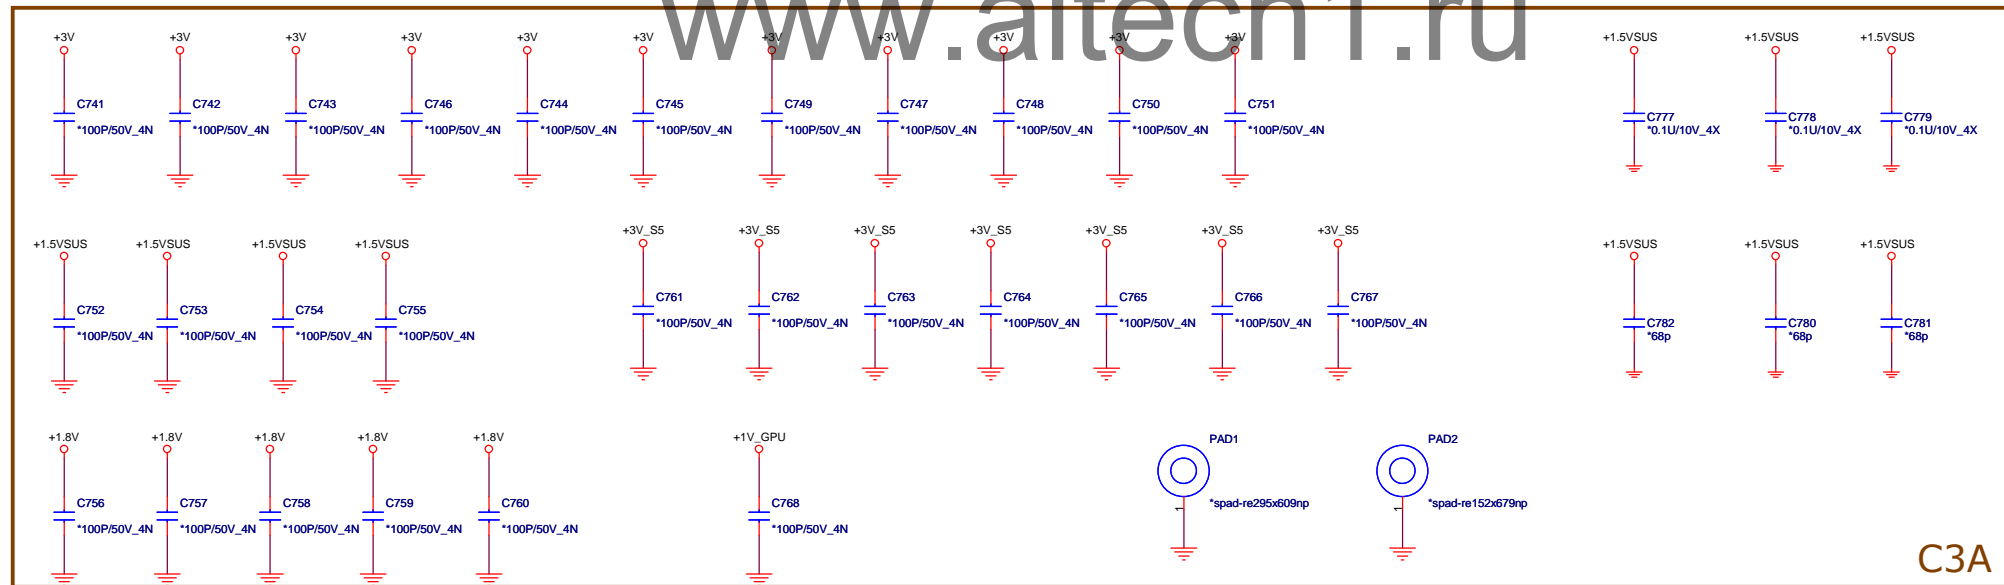 www.aitech1.ru
+3V +3V +3V +3V +3V +3V +3V +3V +3V +3V +3V +1.5VSUS +1.5VSUS +1.5VSUS
C741 C742 C743 C746 C744 C745 C749 C747 C748 C750 C751 C777 C778 C779
*100P/50V_4N *100P/50V_4N *100P/50V_4N *100P/50V_4N *100P/50V_4N *100P/50V_4N *100P/50V_4N *100P/50V_4N *100P/50V_4N *100P/50V_4N *100P/50V_4N *0.1U/10V_4X *0.1U/10V_4X *0.1U/10V_4X
+1.5VSUS +1.5VSUS +1.5VSUS +1.5VSUS +3V_S5 +3V_S5 +3V_S5 +3V_S5 +3V_S5 +3V_S5 +3V_S5 +1.5VSUS +1.5VSUS +1.5VSUS
C752 C753 C754 C755 C761 C762 C763 C764 C765 C766 C767 C782 C780 C781
*100P/50V_4N *100P/50V_4N *100P/50V_4N *100P/50V_4N *100P/50V_4N *100P/50V_4N *100P/50V_4N *100P/50V_4N *100P/50V_4N *100P/50V_4N *100P/50V_4N *68p *68p *68p
+1.8V +1.8V +1.8V +1.8V +1.8V +1V_GPU PAD1 PAD2
C756 C757 C758 C759 C760 C768 *spad-re295x609np *spad-re152x679np
*100P/50V_4N *100P/50V_4N *100P/50V_4N *100P/50V_4N *100P/50V_4N *100P/50V_4N 1 1
C3A